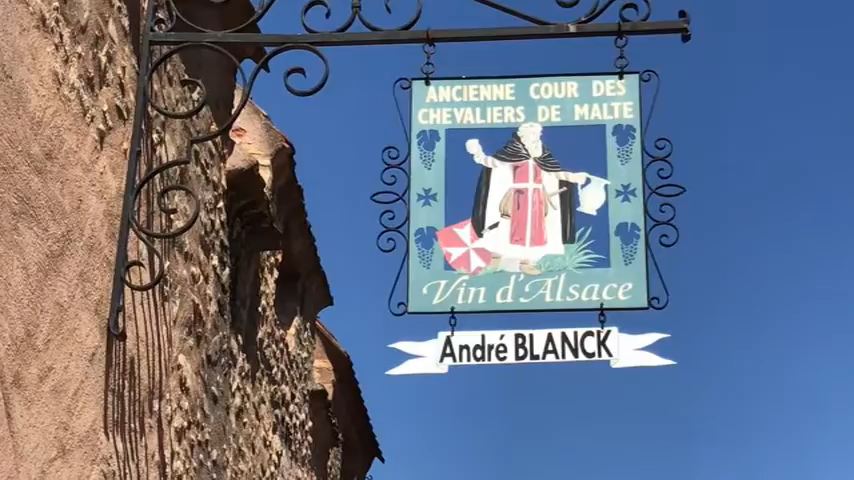 ANCIENNE COUR DES
CHEVALIERS DE MALTE
Vin d'Alsace
André BLANCK